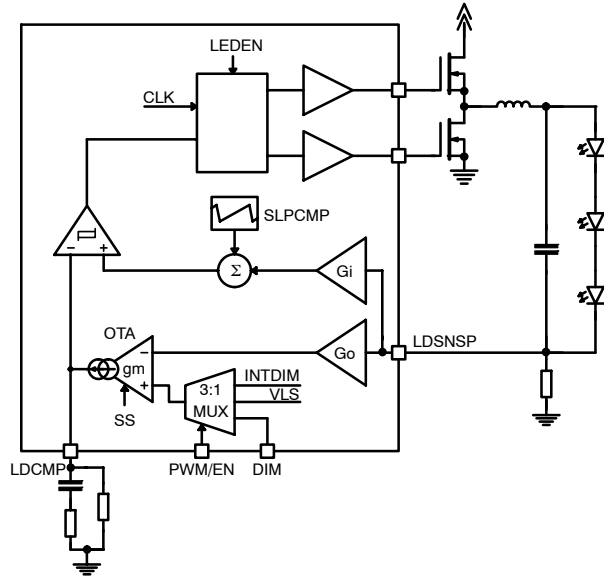 LEDEN
CLK
SLPCMP
− +
Σ
Gi
OTA
LDSNSP
−
Go
gm
+
3:1
MUX
INTDIM
VLS
SS
LDCMP
PWM/EN
DIM